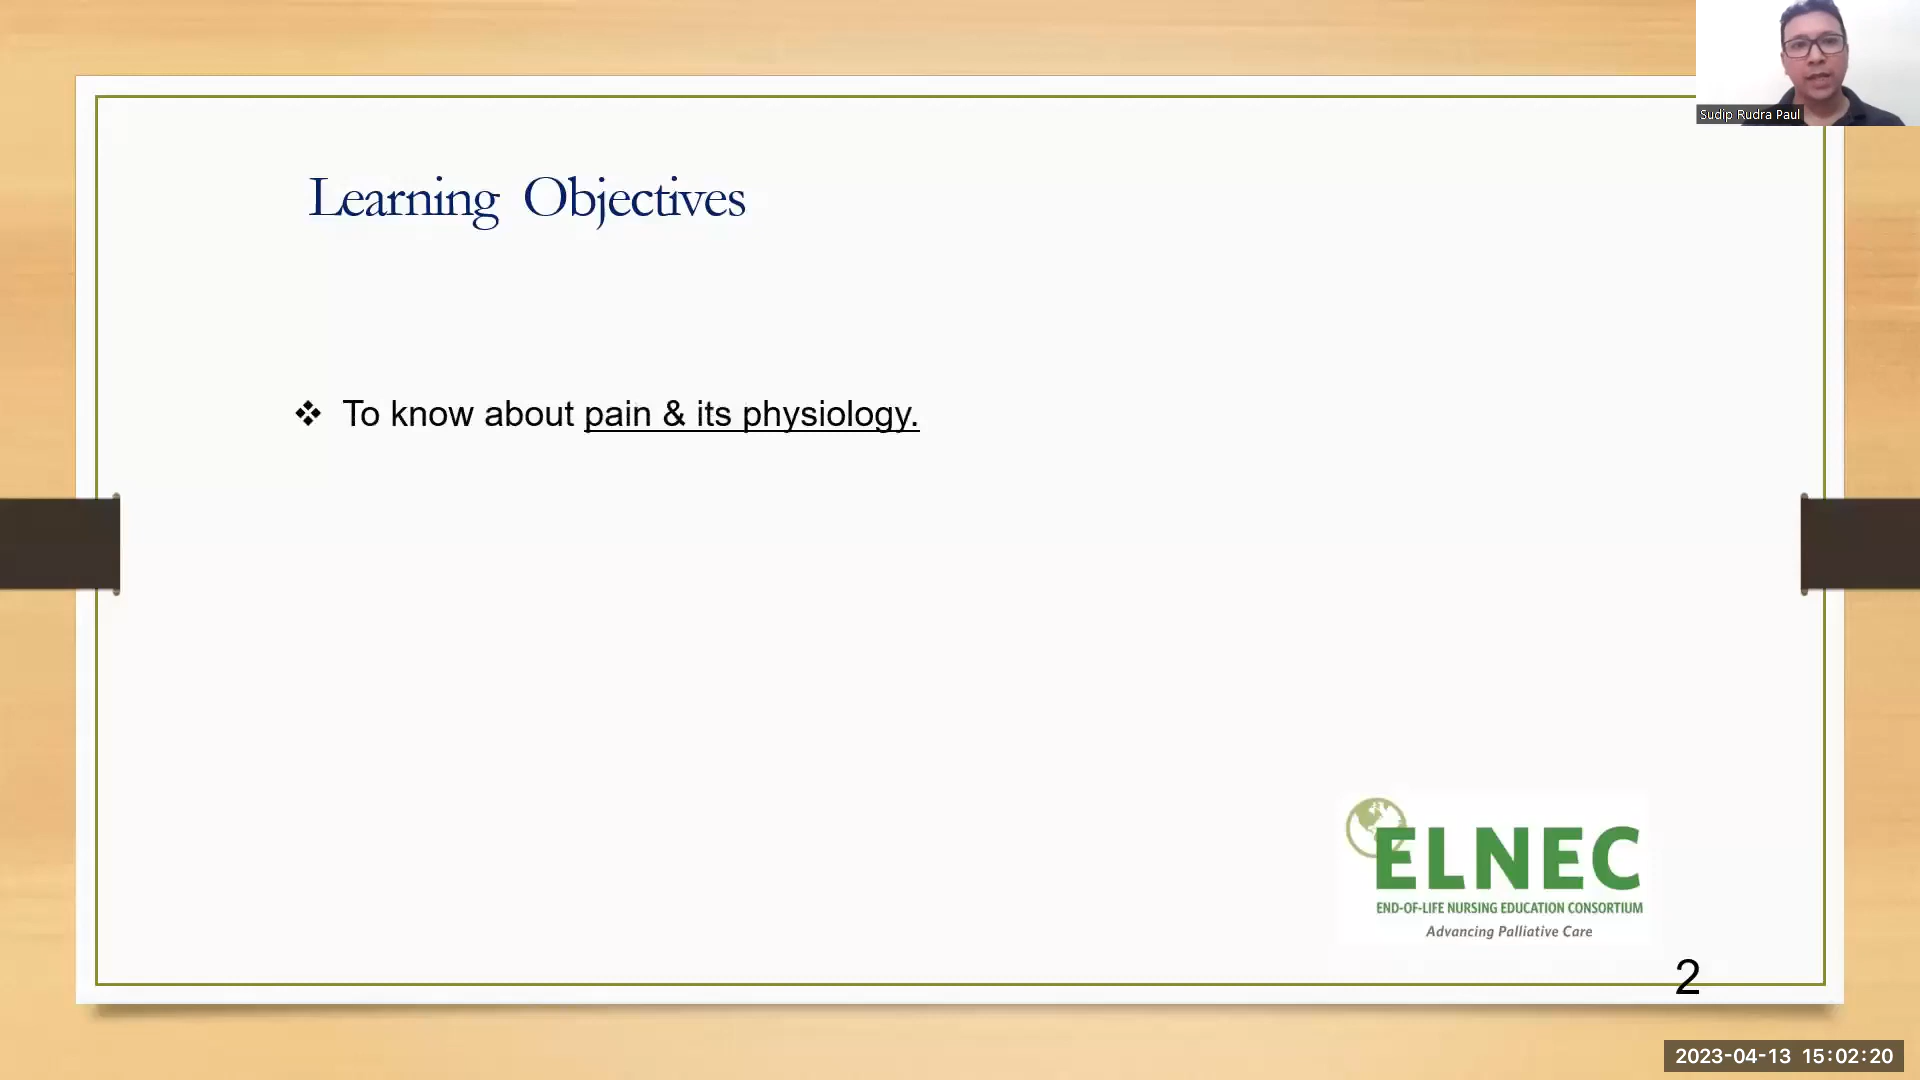 Sudip Rudra Paul
Learning Objectives
❖ To know about pain & its physiology.
ELNEC
END-OF-LIFE NURSING EDUCATION CONSORTIUM
Advancing Palliative Care
2
2023-04-13 15:02:20